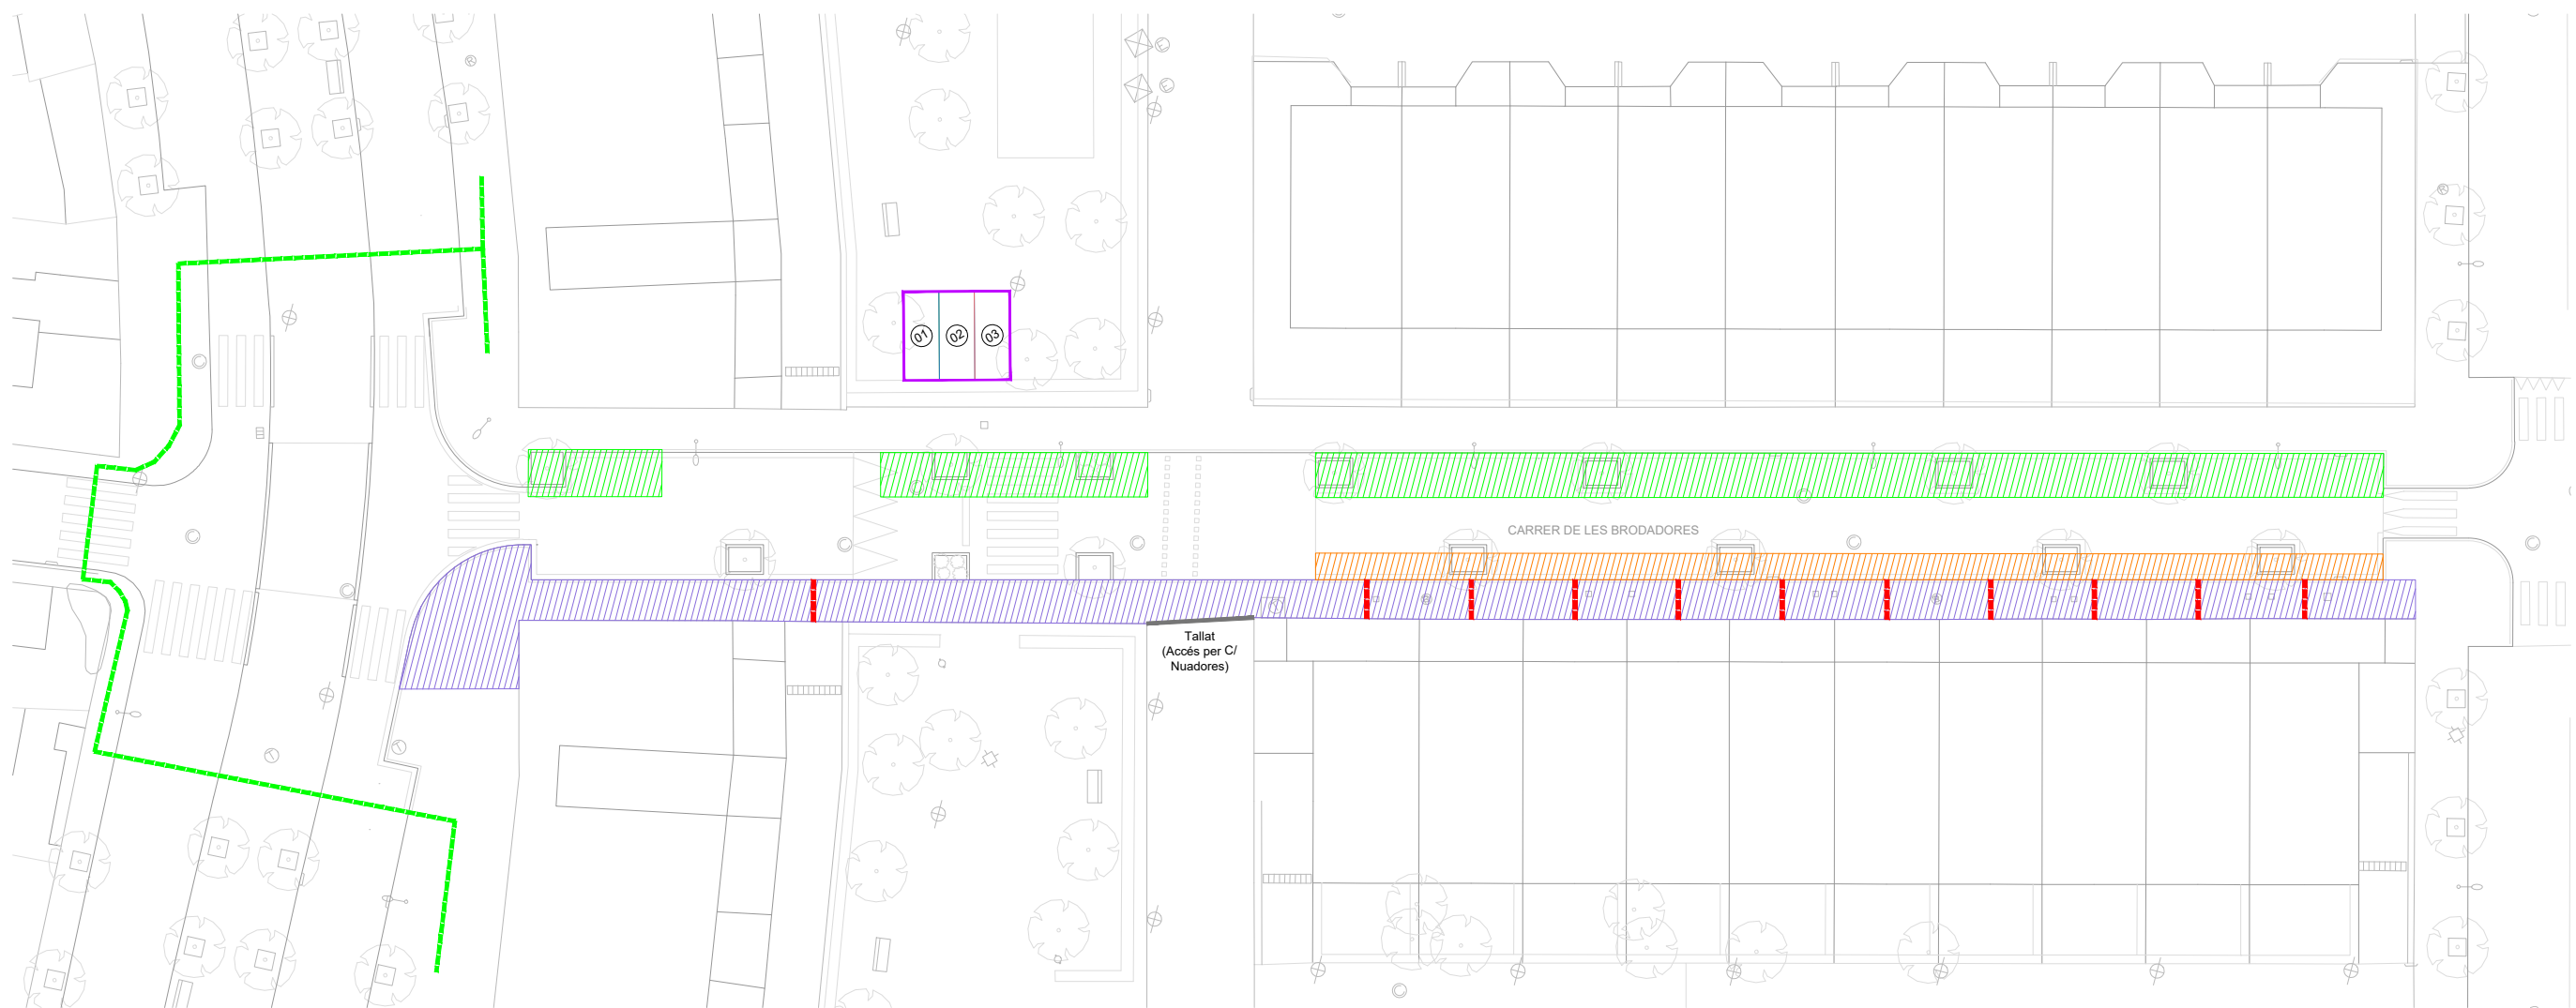 01
02
03
CARRER DE LES BRODADORES
Tallat
(Accés per C/
Nuadores)